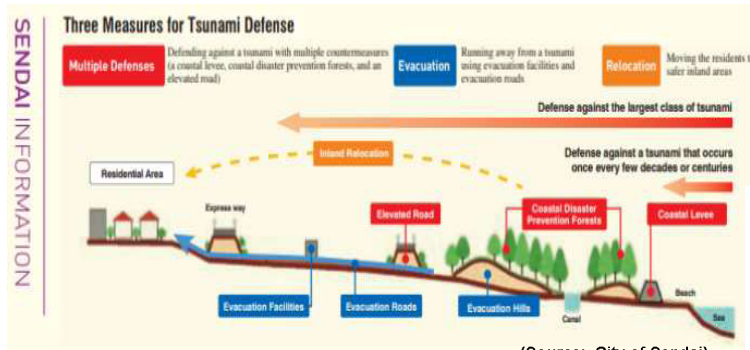 SENDAI INFORMATION
Three Measures for Tsunami Defense
Multiple Defenses
Defending against a tsunami with multiple countermeasures
(a coastal levee, coastal disaster prevention forests, and an
elevated road)
Evacuation
Running away from a tsunami
using evacuation facilities and
evacuation roads
Relocation
Moving the residents t
safer inland areas
Defense against the largest class of tsunami
Inland Relocation
Defense against a tsunami that occurs
once every few decades or centuries
Residential Area
Express way
Elevated Road
Coastal Disaster
Prevention Forests
Coastal Levee
Evacuation Facilities
Evacuation Roads
Evacuation Hills
Canal
Beach
Sea